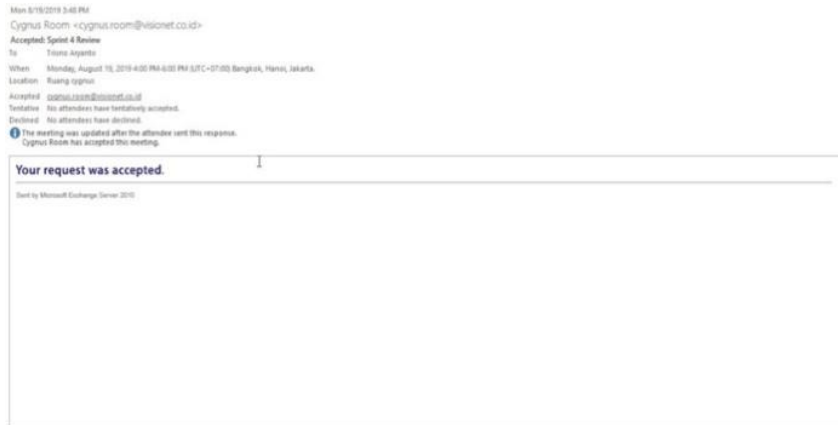 Mon 8/19/2019 3:48 PM
Cygnus Room <cygnus.room@visionet.co.id>
Accepted: Sprint 4 Review
To Triono Aryanto
When Monday, August 19, 2019 4:00 PM-6:00 PM (UTC+07:00) Bangkok, Hanoi, Jakarta.
Location Ruang cygnus
Accepted cygnus.room@visionet.co.id
Tentative No attendees have tentatively accepted.
Declined No attendees have declined.
The meeting was updated after the attendee sent this response.
Cygnus Room has accepted this meeting.
Your request was accepted.
Sent by Microsoft Exchange Server 2010